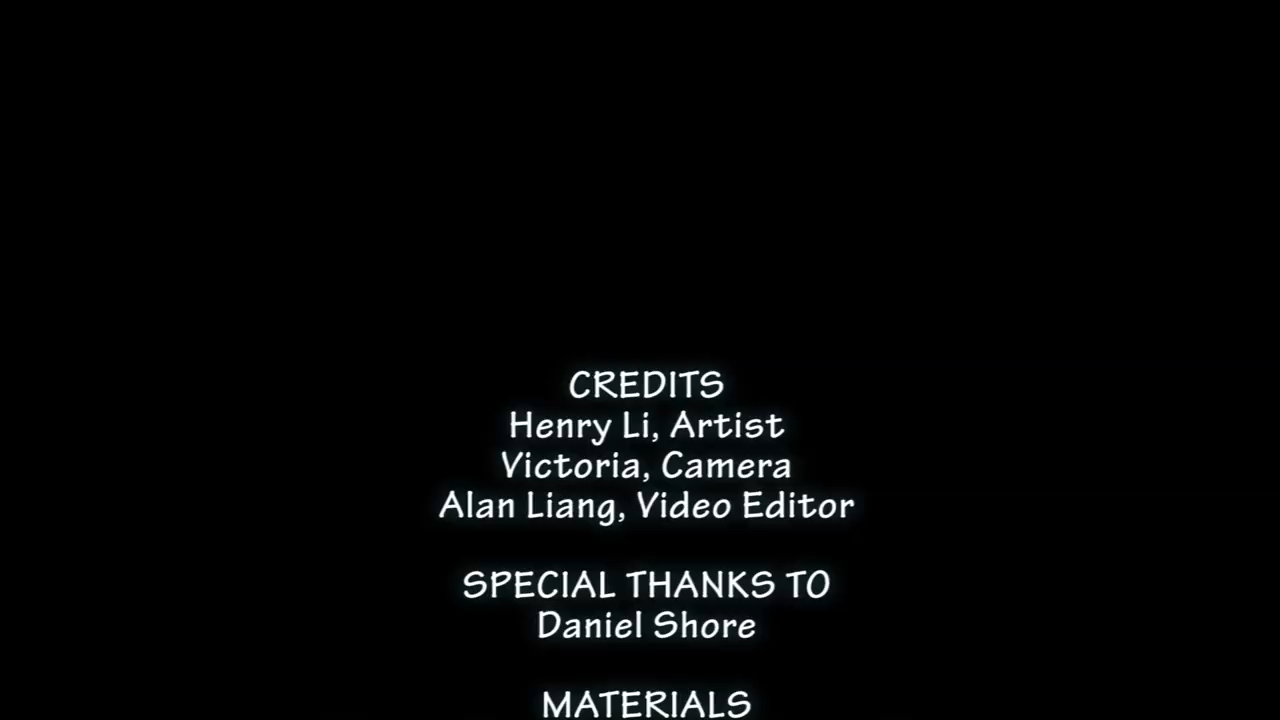 CREDITS
Henry Li, Artist
Victoria, Camera
Alan Liang, Video Editor
SPECIAL THANKS TO
Daniel Shore
MATERIALS